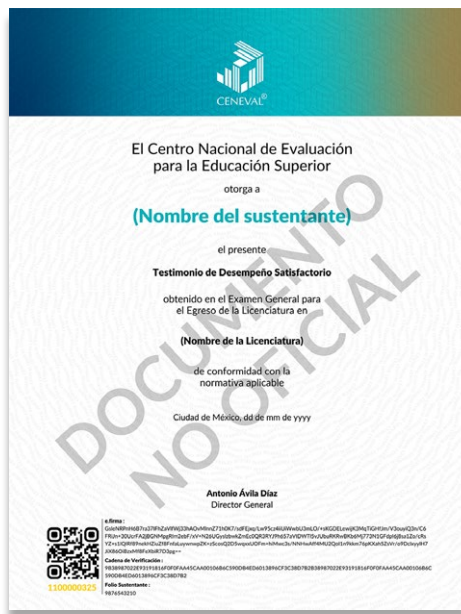 CENEVAL®
El Centro Nacional de Evaluación
para la Educación Superior
otorga a
(Nombre del sustentante)
el presente
Testimonio de Desempeño Satisfactorio
obtenido en el Examen General para
el Egreso de la Licenciatura en
(Nombre de la Licenciatura)
de conformidad con la
normativa aplicable
Ciudad de México, dd de mm de yyyy
DOCUMENTO
NO OFICIAL
Antonio Ávila Díaz
Director General
e.firma :
Cadena de Verificación :
Folio Sustentante :
9876543210
1100000325